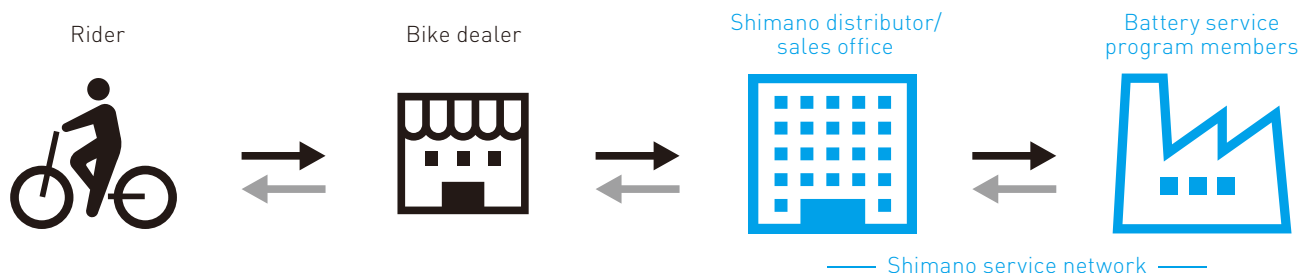 Rider
Bike dealer
Shimano distributor/
sales office
Battery service
program members
Shimano service network